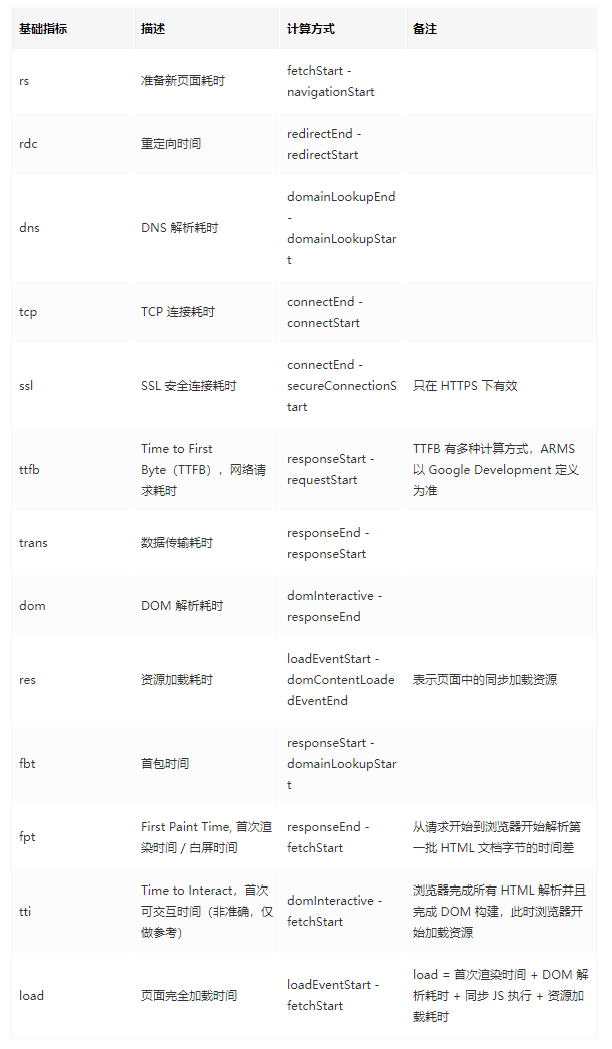 基础指标 描述 计算方式 备注
rs 准备新页面耗时 fetchStart -
navigationStart
rdc 重定向时间 redirectEnd -
redirectStart
dns DNS 解析耗时 domainLookupEnd
-
domainLookupStar
t
tcp TCP 连接耗时 connectEnd -
connectStart
ssl SSL 安全连接耗时 connectEnd -
secureConnectionS
tart 只在 HTTPS 下有效
ttfb Time to First
Byte（TTFB），网络请
求耗时 responseStart -
requestStart TTFB 有多种计算方式，ARMS
以 Google Development 定义
为准
trans 数据传输耗时 responseEnd -
responseStart
dom DOM 解析耗时 domInteractive -
responseEnd
res 资源加载耗时 loadEventStart -
domContentLoade
dEventEnd 表示页面中的同步加载资源
fbt 首包时间 responseStart -
domainLookupStar
t
fpt First Paint Time, 首次渲
染时间 / 白屏时间 responseEnd -
fetchStart 从请求开始到浏览器开始解析第
一批 HTML 文档字节的时间差
tti Time to Interact，首次
可交互时间（非准确，仅
做参考） domInteractive -
fetchStart 浏览器完成所有 HTML 解析并且
完成 DOM 构建，此时浏览器开
始加载资源
load 页面完全加载时间 loadEventStart -
fetchStart load = 首次渲染时间 + DOM 解
析耗时 + 同步 JS 执行 + 资源加
载耗时